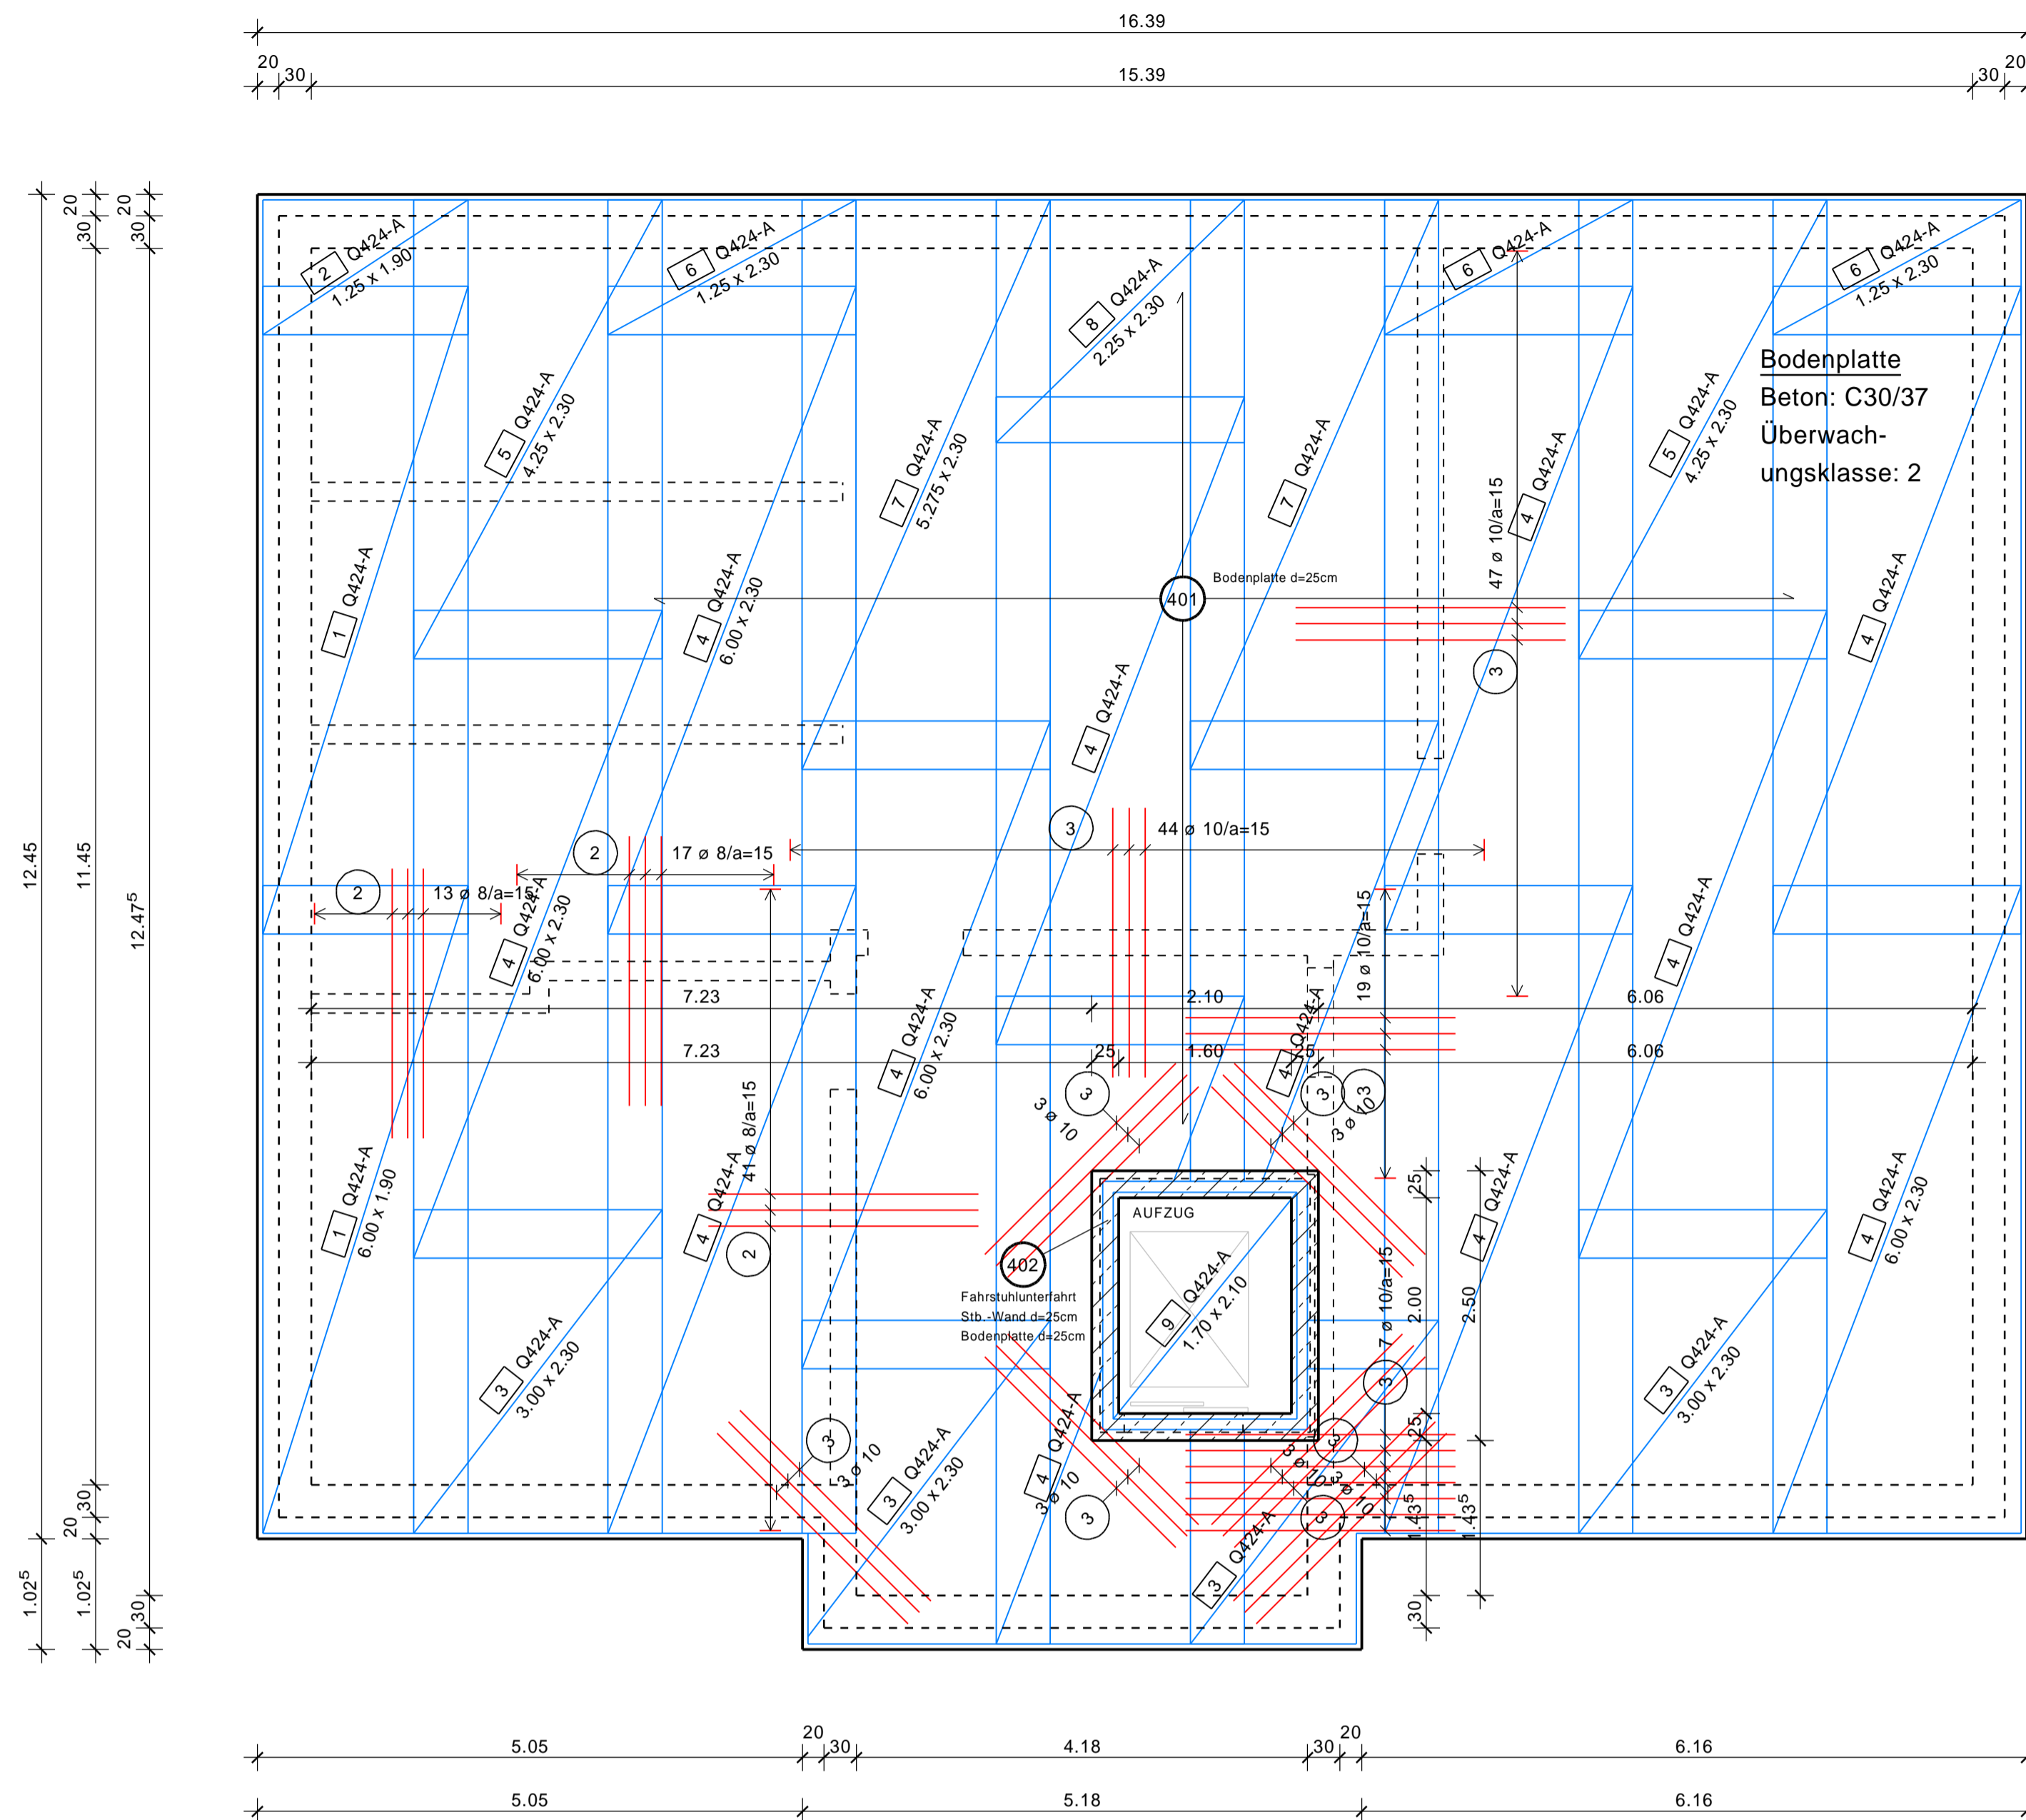 16.39
20 30 15.39 30 20
20 20
30 30
2 Q424-A
1.25 x 1.90
6 Q424-A
1.25 x 2.30
8 Q424-A
2.25 x 2.30
6 Q424-A
6 Q424-A
1.25 x 2.30
Bodenplatte
Beton: C30/37
Überwach-
ungsklasse: 2
5 Q424-A
4.25 x 2.30
7 Q424-A
5.275 x 2.30
7 Q424-A
4 Q424-A
5 Q424-A
4.25 x 2.30
47 ø 10/a=15
3
1 Q424-A
4 Q424-A
6.00 x 2.30
401
Bodenplatte d=25cm
4 Q424-A
4 Q424-A
12.45
11.45
12.47⁵
2
13 ø 8/a=15
2
17 ø 8/a=15
3
44 ø 10/a=15
4 Q424-A
6.00 x 2.30
19 ø 10/a=15
3
4 Q424-A
7.23 2.10 6.06
7.23 25 1.60 25 6.06
4 Q424-A
6.00 x 2.30
4 Q424-A
3
3 ø 10
3
3 ø 10
41 ø 8/a=15
2
1 Q424-A
6.00 x 1.90
4 Q424-A
4 Q424-A
4 Q424-A
6.00 x 2.30
AUFZUG
402
Fahrstuhlunterfahrt
Stb.-Wand d=25cm
Bodenplatte d=25cm
9 Q424-A
1.70 x 2.10
25
2.00
25
2.50
7 ø 10/a=15
3
3 Q424-A
3.00 x 2.30
3 Q424-A
3.00 x 2.30
3
3 ø 10
3 Q424-A
3.00 x 2.30
4 Q424-A
3 ø 10
3
3
3 ø 10
3
3 ø 10
3 Q424-A
1.43⁵
1.43⁵
30
30
20
1.02⁵
1.02⁵
30
20
5.05 20 30 4.18 30 20 6.16
5.05 5.18 6.16